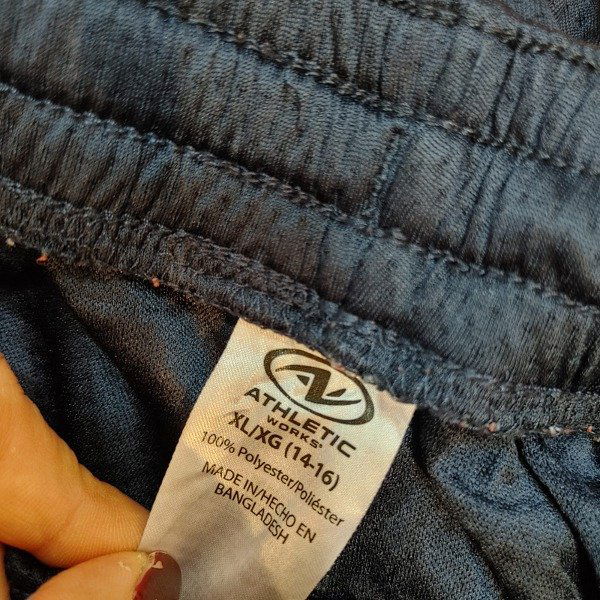 ATHLETIC
WORKS
XL/XG (14-16)
100% Polyester/Poliéster
MADE IN/HECHO EN
BANGLADESH